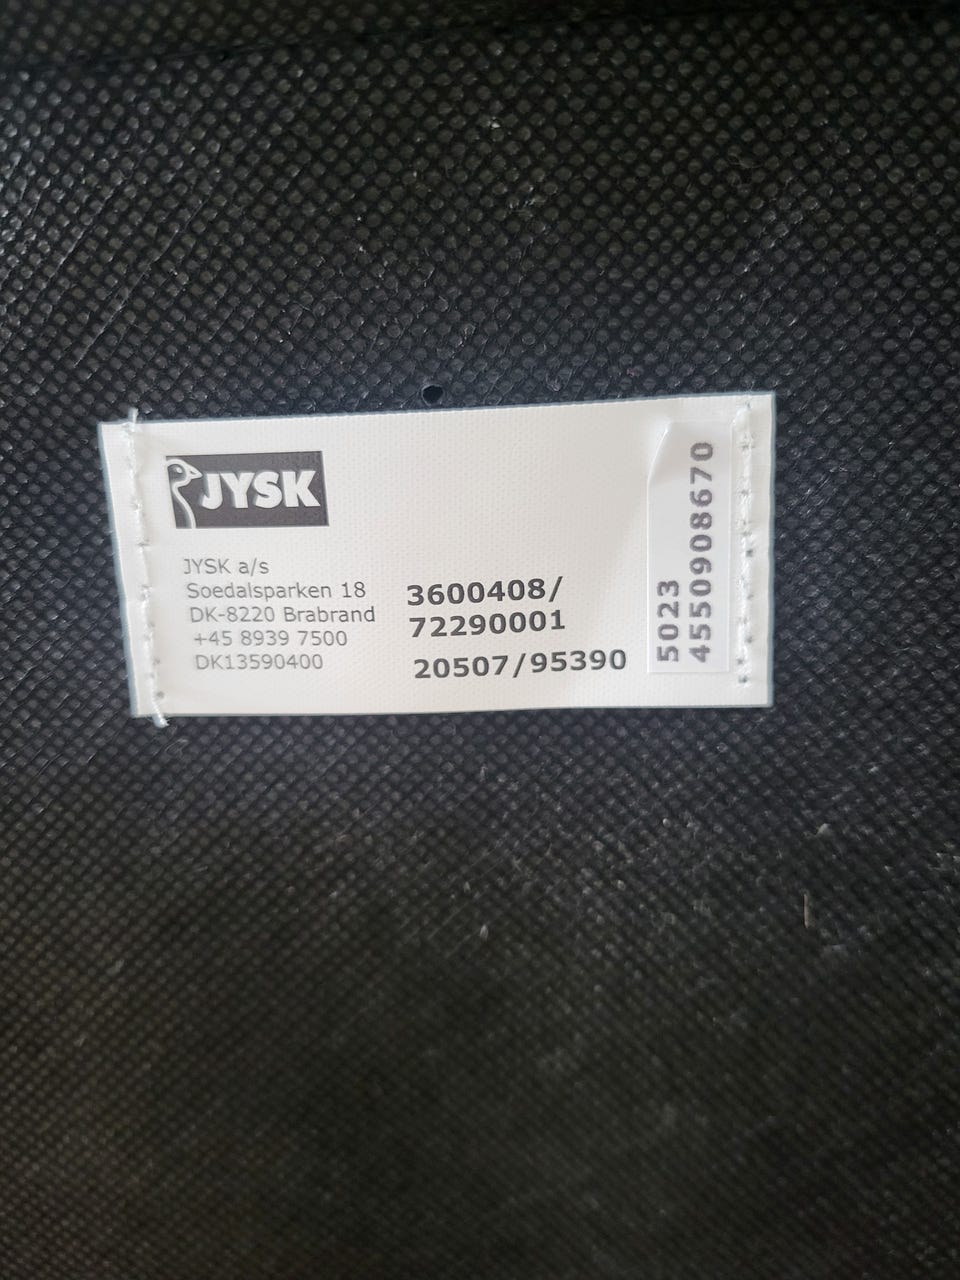 JYSK
JYSK a/s
Soedalsparken 18
DK-8220 Brabrand
+45 8939 7500
DK13590400
3600408/
72290001
20507/95390
5023
4550908670